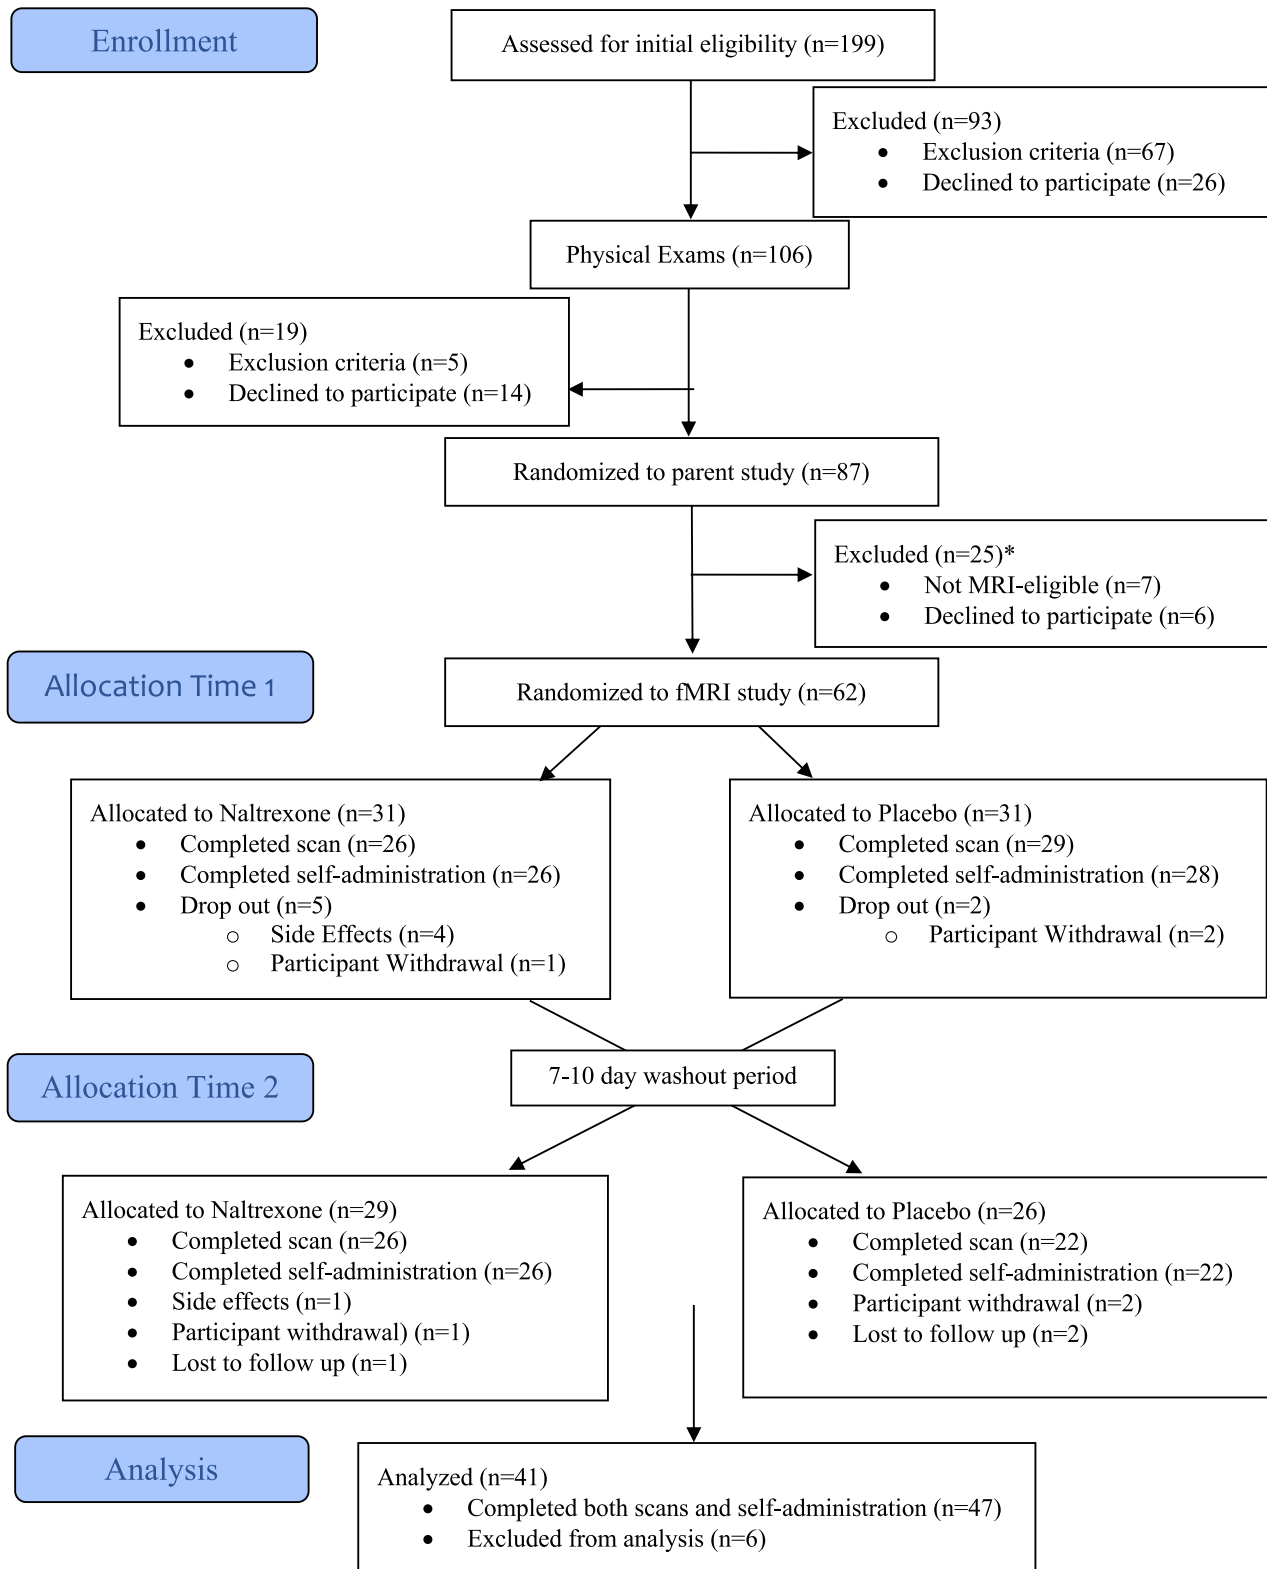 Enrollment
Assessed for initial eligibility (n=199)
Excluded (n=93)
• Exclusion criteria (n=67)
• Declined to participate (n=26)
Physical Exams (n=106)
Excluded (n=19)
• Exclusion criteria (n=5)
• Declined to participate (n=14)
Randomized to parent study (n=87)
Excluded (n=25)*
• Not MRI-eligible (n=7)
• Declined to participate (n=6)
Allocation Time 1
Randomized to fMRI study (n=62)
Allocated to Naltrexone (n=31)
• Completed scan (n=26)
• Completed self-administration (n=26)
• Drop out (n=5)
o Side Effects (n=4)
o Participant Withdrawal (n=1)
Allocated to Placebo (n=31)
• Completed scan (n=29)
• Completed self-administration (n=28)
• Drop out (n=2)
o Participant Withdrawal (n=2)
7-10 day washout period
Allocation Time 2
Allocated to Naltrexone (n=29)
• Completed scan (n=26)
• Completed self-administration (n=26)
• Side effects (n=1)
• Participant withdrawal) (n=1)
• Lost to follow up (n=1)
Allocated to Placebo (n=26)
• Completed scan (n=22)
• Completed self-administration (n=22)
• Participant withdrawal (n=2)
• Lost to follow up (n=2)
Analysis
Analyzed (n=41)
• Completed both scans and self-administration (n=47)
• Excluded from analysis (n=6)